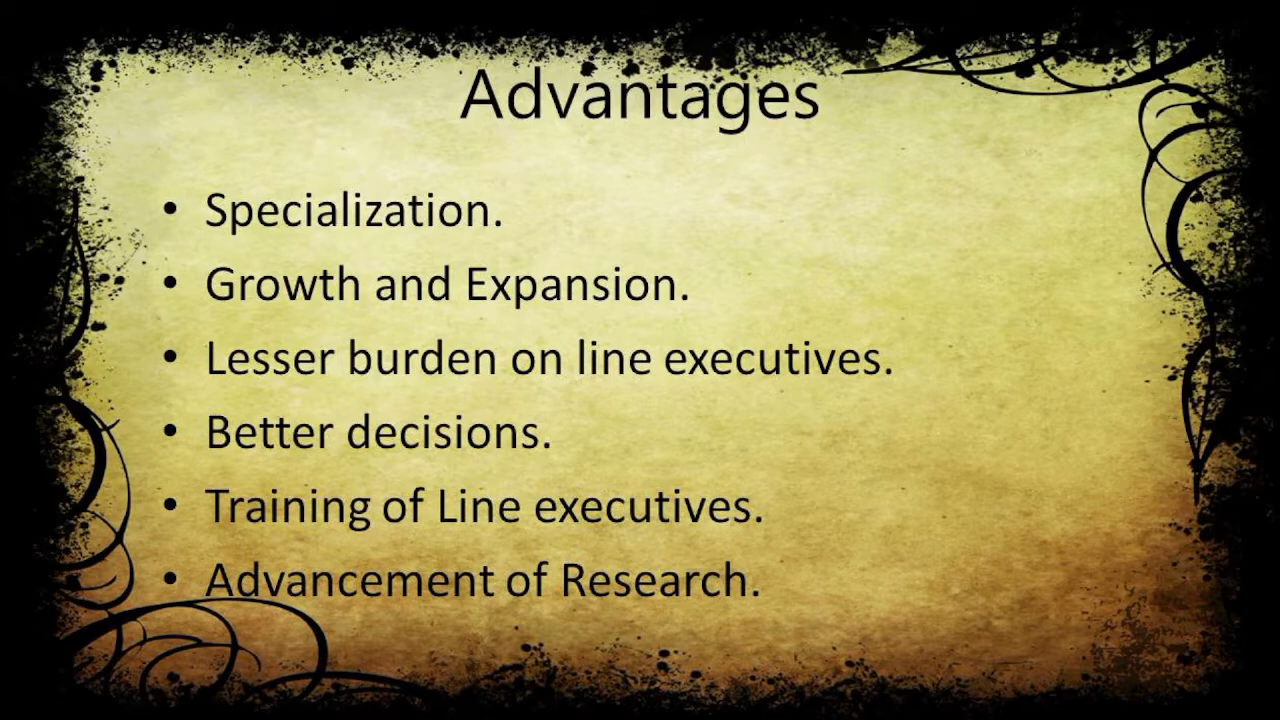 Advantages
• Specialization.
• Growth and Expansion.
• Lesser burden on line executives.
• Better decisions.
• Training of Line executives.
• Advancement of Research.